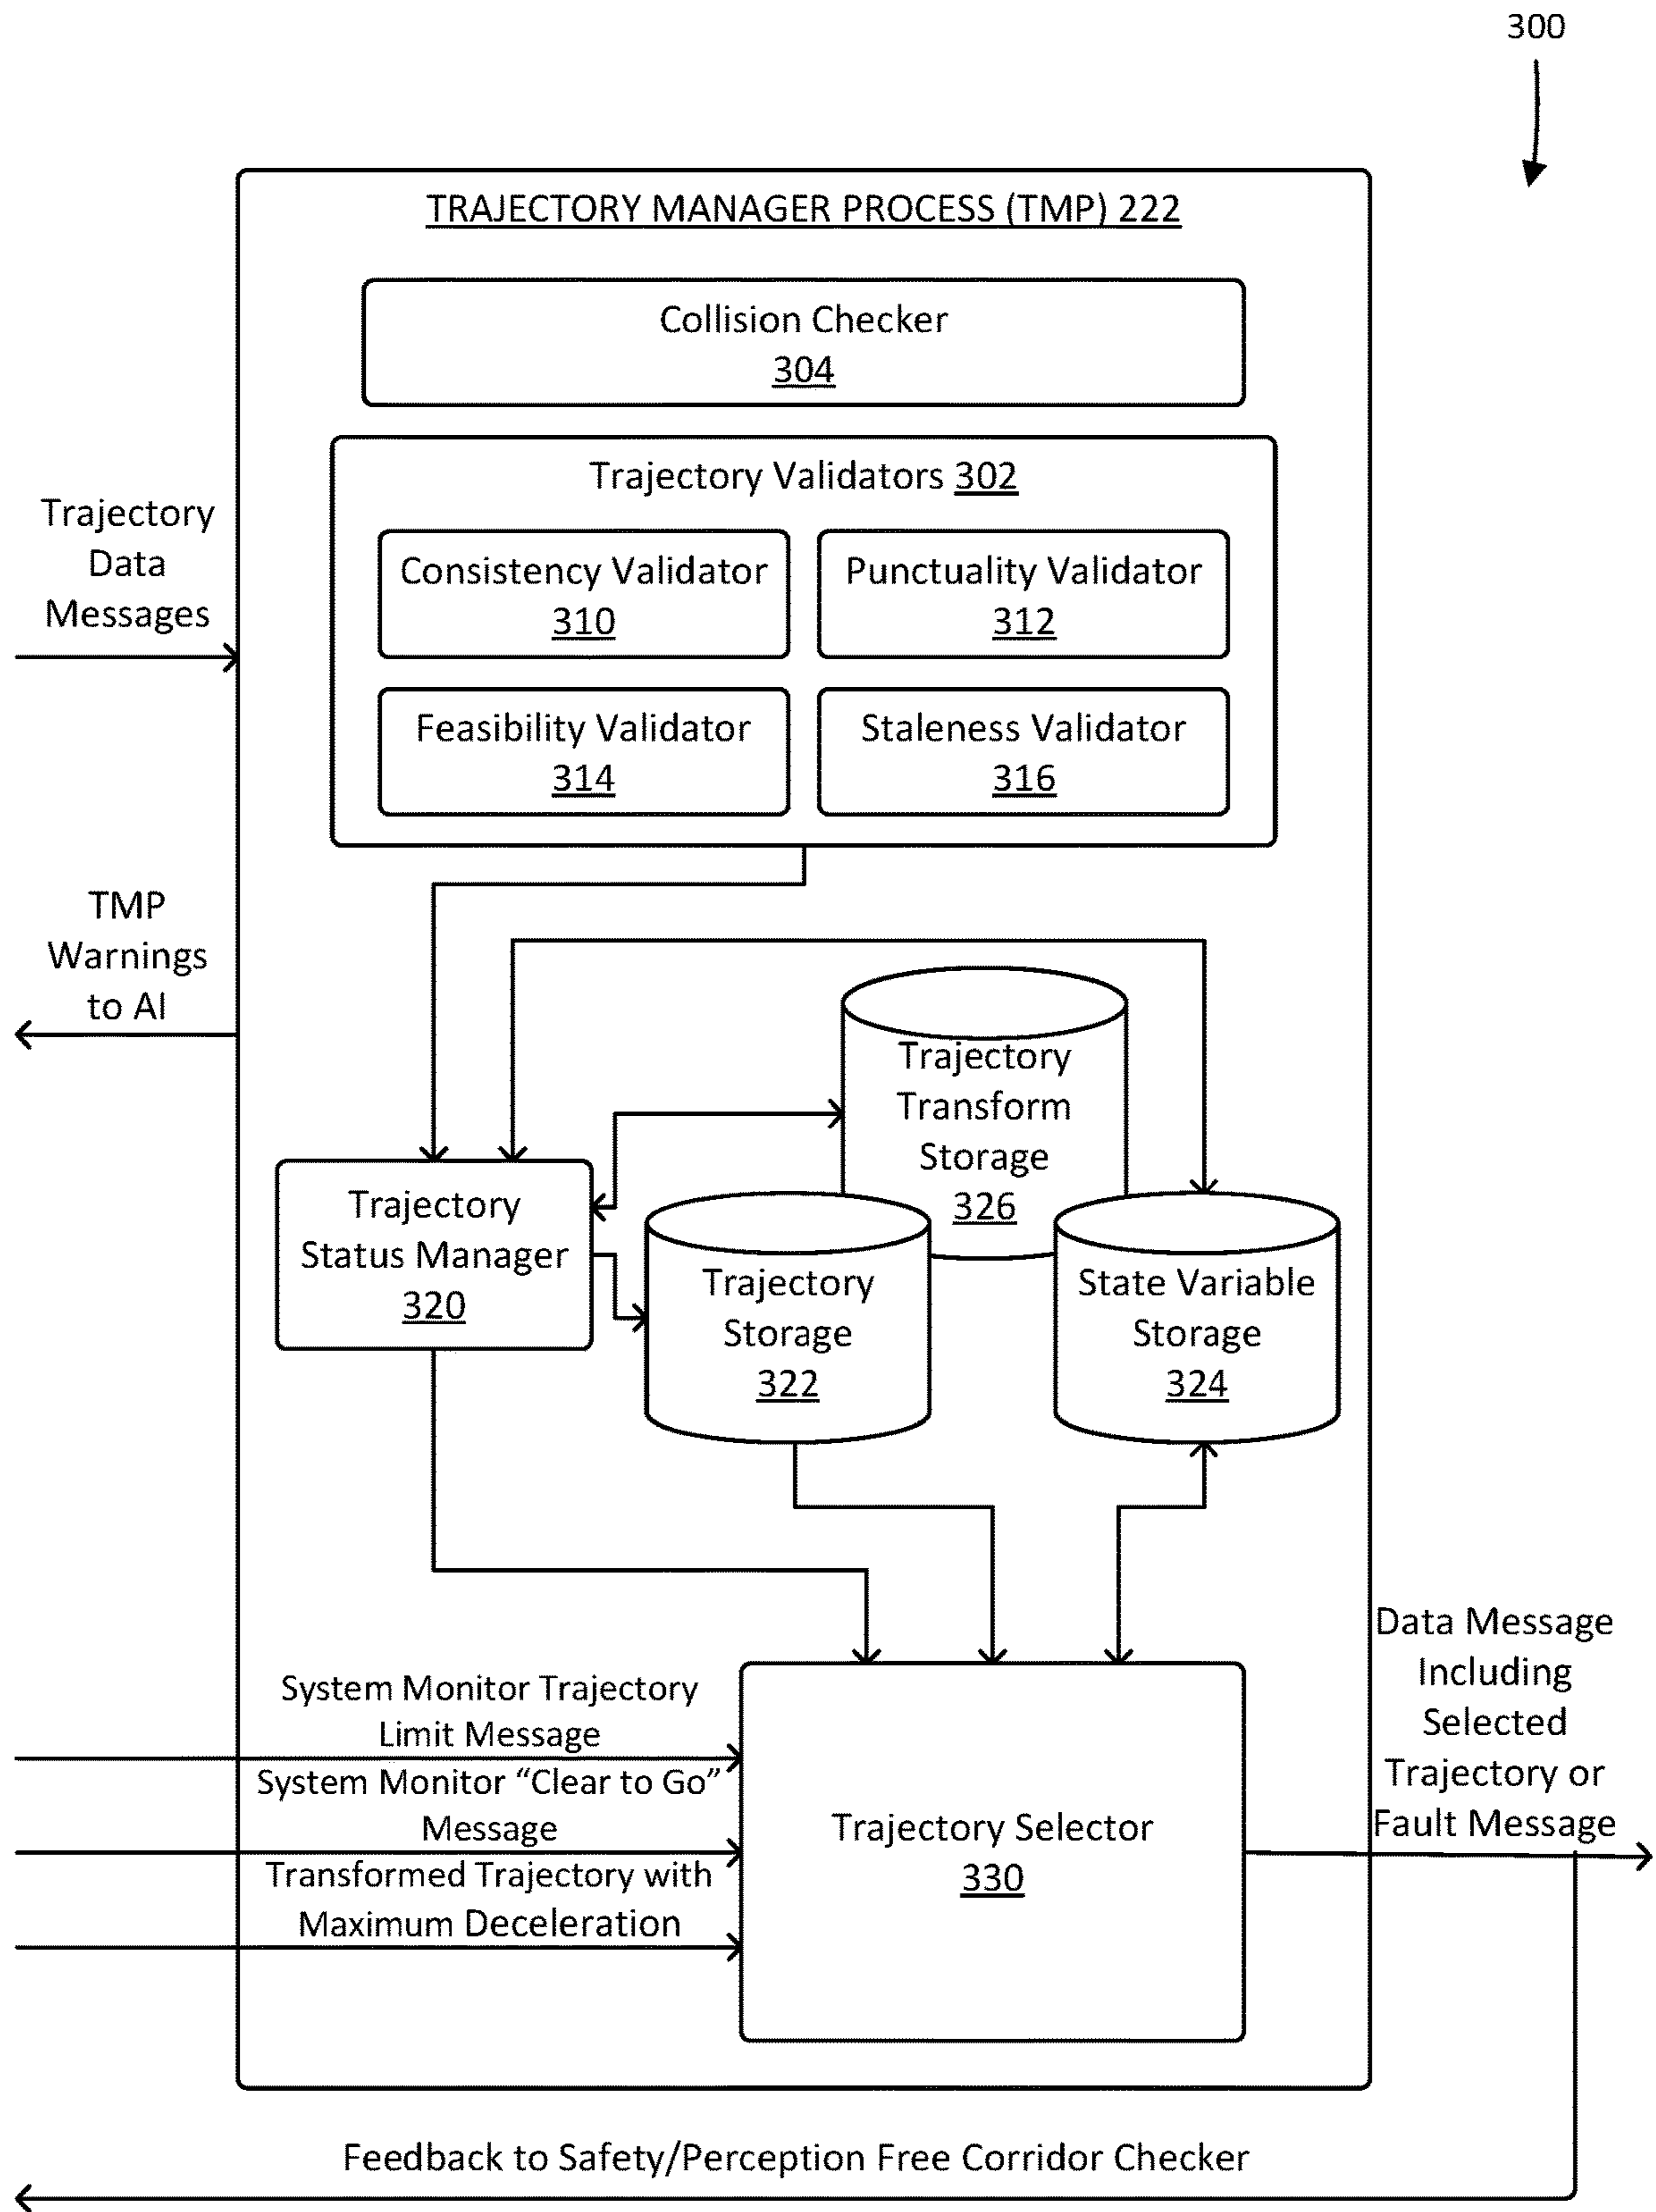 300
TRAJECTORY MANAGER PROCESS (TMP) 222
Collision Checker
304
Trajectory Validators 302
Consistency Validator
310
Punctuality Validator
312
Feasibility Validator
314
Staleness Validator
316
Trajectory
Data
Messages
TMP
Warnings
to AI
Trajectory
Transform
Storage
326
Trajectory
Status Manager
320
Trajectory
Storage
322
State Variable
Storage
324
System Monitor Trajectory
Limit Message
System Monitor “Clear to Go”
Message
Transformed Trajectory with
Maximum Deceleration
Trajectory Selector
330
Data Message
Including
Selected
Trajectory or
Fault Message
Feedback to Safety/Perception Free Corridor Checker